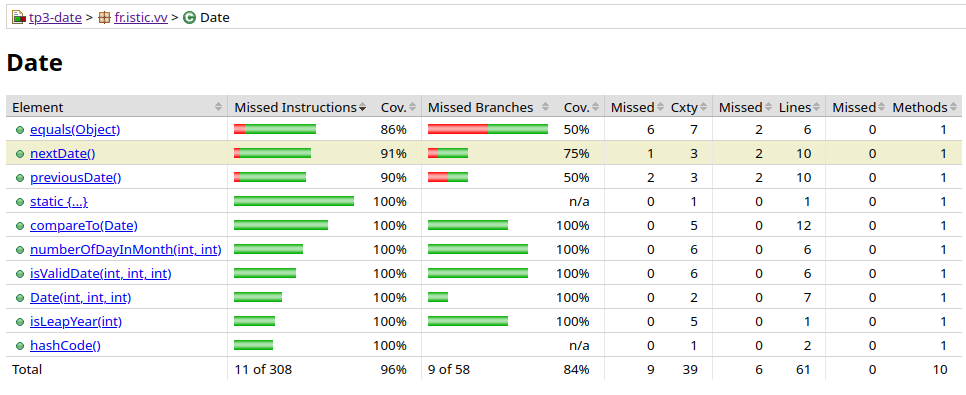 tp3-date > fr.istic.vv > Date
Date
Element Missed Instructions Cov. Missed Branches Cov. Missed Cxty Missed Lines Missed Methods
equals(Object) 86% 50% 6 7 2 6 0 1
nextDate() 91% 75% 1 3 2 10 0 1
previousDate() 90% 50% 2 3 2 10 0 1
static {...} 100% n/a 0 1 0 1 0 1
compareTo(Date) 100% 100% 0 5 0 12 0 1
numberOfDayInMonth(int, int) 100% 100% 0 6 0 6 0 1
isValidDate(int, int, int) 100% 100% 0 6 0 6 0 1
Date(int, int, int) 100% 100% 0 2 0 7 0 1
isLeapYear(int) 100% 100% 0 5 0 1 0 1
hashCode() 100% n/a 0 1 0 2 0 1
Total 11 of 308 96% 9 of 58 84% 9 39 6 61 0 10